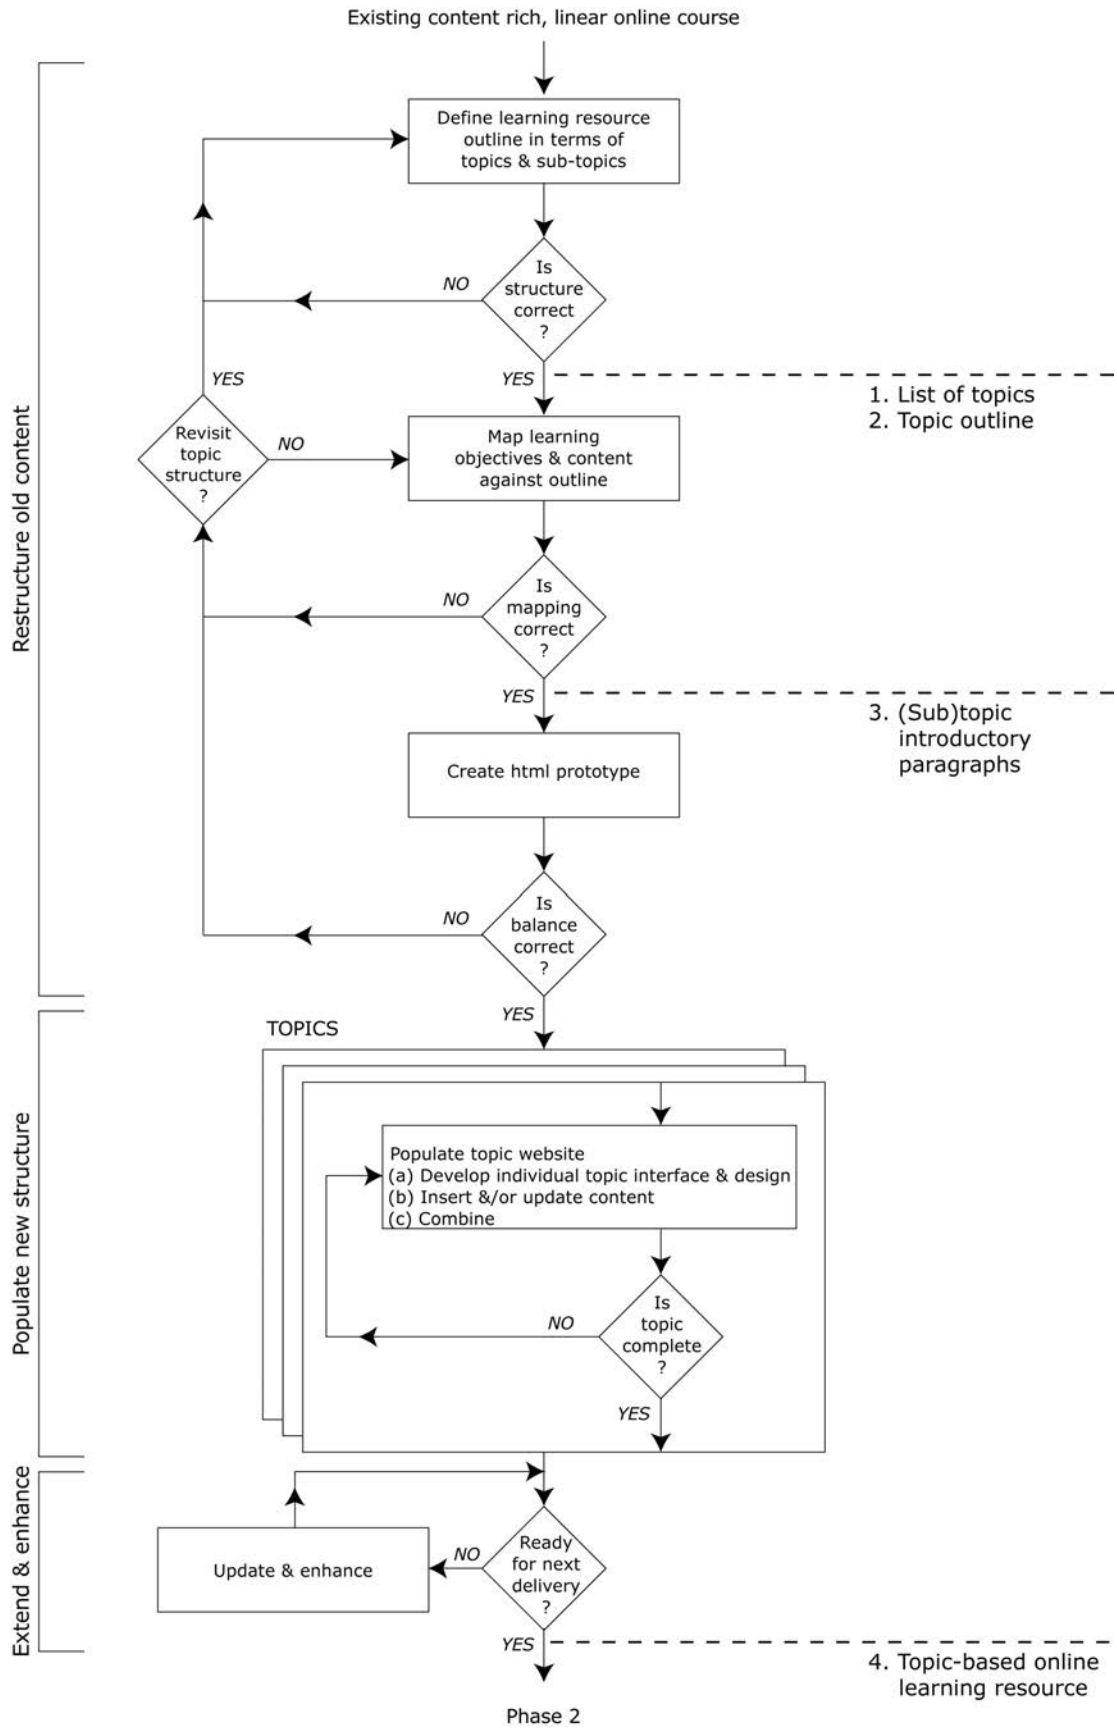 Existing content rich, linear online course
Restructure old content
Define learning resource
outline in terms of
topics & sub-topics
Is
structure
correct
?
NO
YES
1. List of topics
2. Topic outline
YES
Revisit
topic
structure
?
NO
Map learning
objectives & content
against outline
Is
mapping
correct
?
NO
YES
3. (Sub)topic
introductory
paragraphs
Create html prototype
Is
balance
correct
?
NO
YES
Populate new structure
TOPICS
Populate topic website
(a) Develop individual topic interface & design
(b) Insert &/or update content
(c) Combine
Is
topic
complete
?
NO
YES
Extend & enhance
Ready
for next
delivery
?
NO
Update & enhance
YES
4. Topic-based online
learning resource
Phase 2